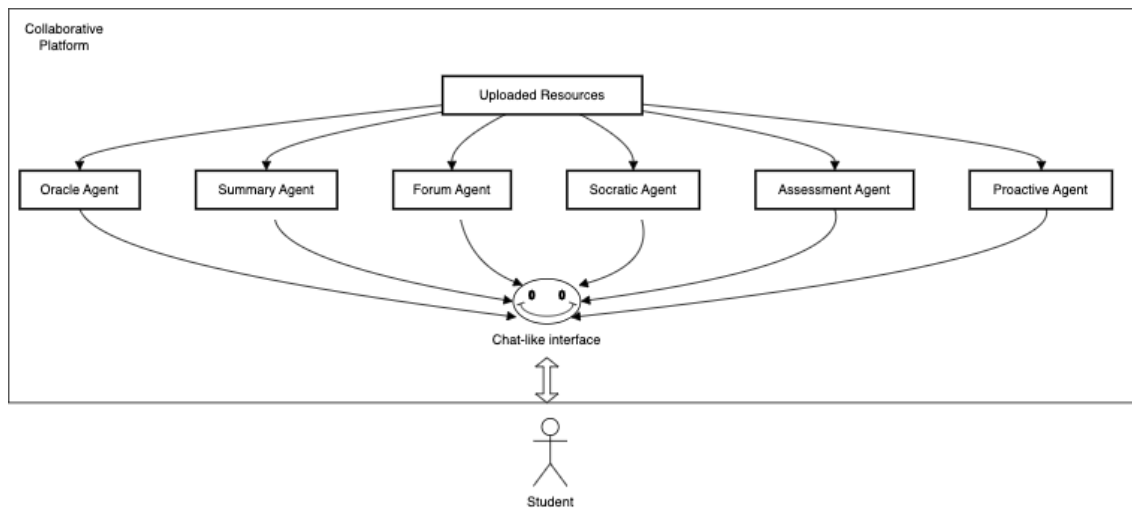 Collaborative
Platform
Uploaded Resources
Oracle Agent
Summary Agent
Forum Agent
Socratic Agent
Assessment Agent
Proactive Agent
Chat-like interface
Student